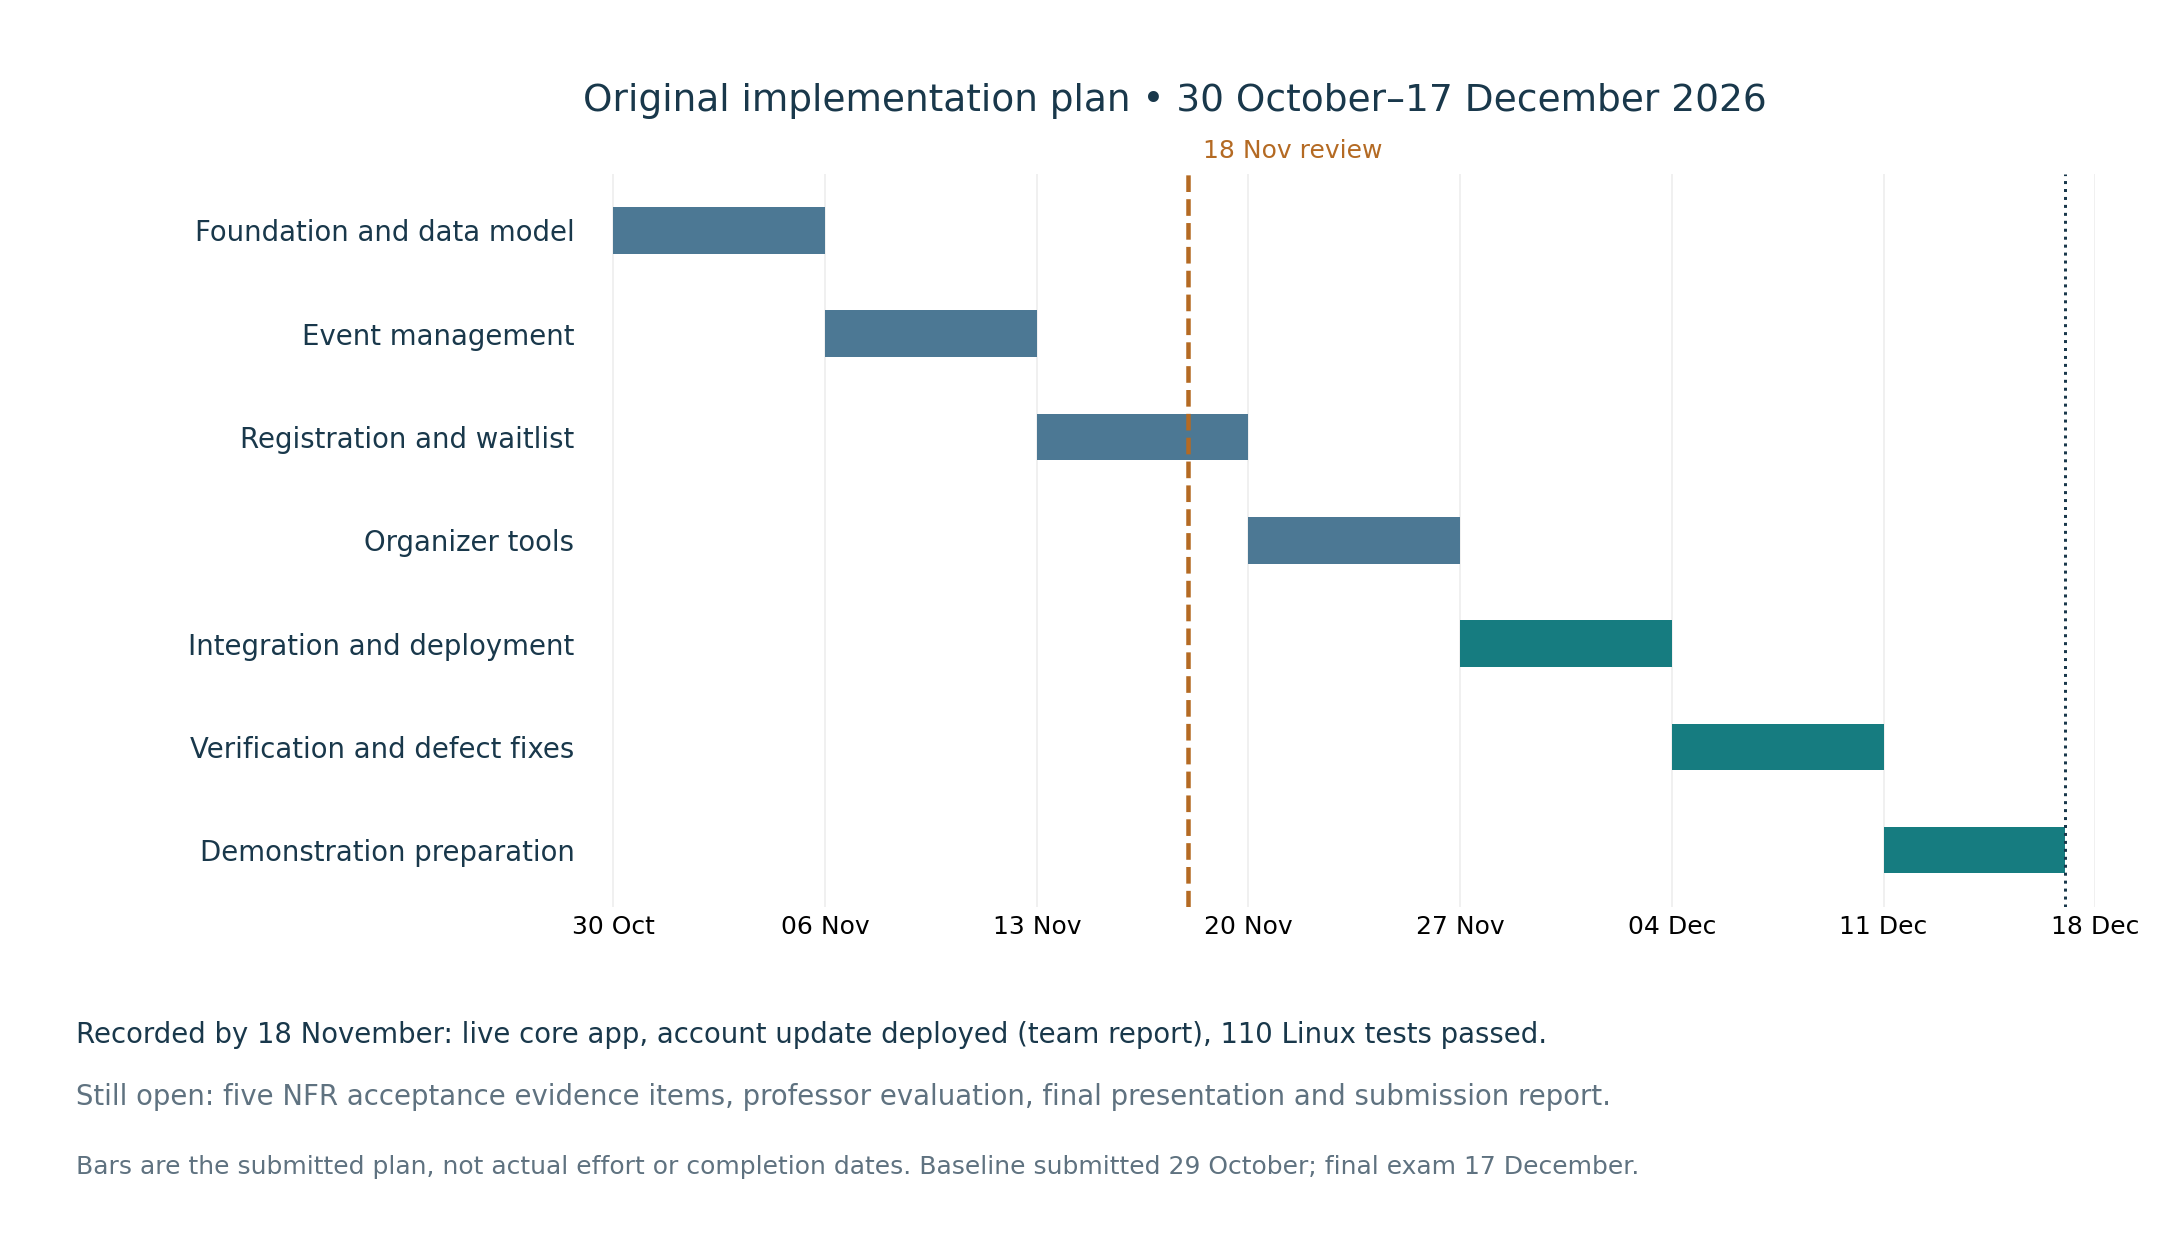 Original implementation plan • 30 October–17 December 2026
18 Nov review
Foundation and data model
Event management
Registration and waitlist
Organizer tools
Integration and deployment
Verification and defect fixes
Demonstration preparation
30 Oct 06 Nov 13 Nov 20 Nov 27 Nov 04 Dec 11 Dec 18 Dec
Recorded by 18 November: live core app, account update deployed (team report), 110 Linux tests passed.
Still open: five NFR acceptance evidence items, professor evaluation, final presentation and submission report.
Bars are the submitted plan, not actual effort or completion dates. Baseline submitted 29 October; final exam 17 December.